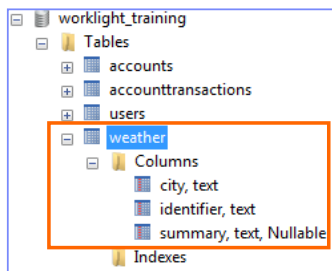 worklight_training
Tables
accounts
accounttransactions
users
weather
Columns
city, text
identifier, text
summary, text, Nullable
Indexes